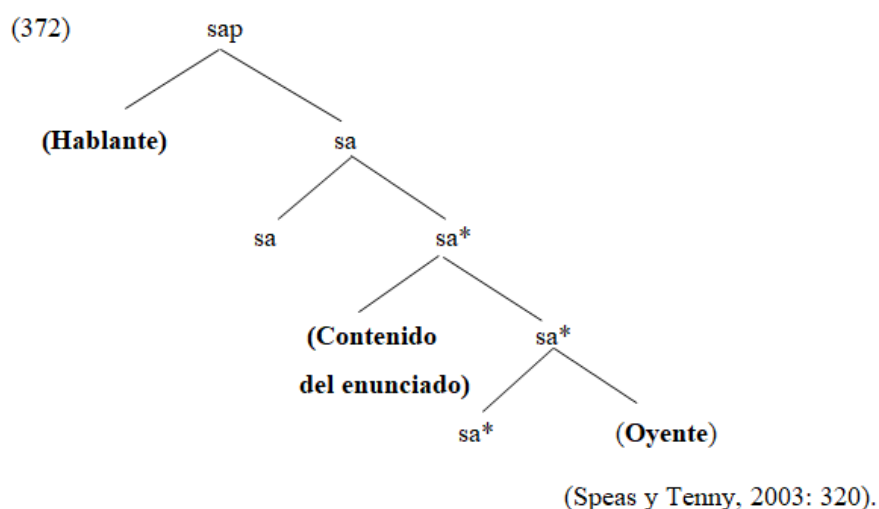 (372) sap
(Hablante) sa
sa sa*
(Contenido sa*
del enunciado)
sa* (Oyente)
(Speas y Tenny, 2003: 320).